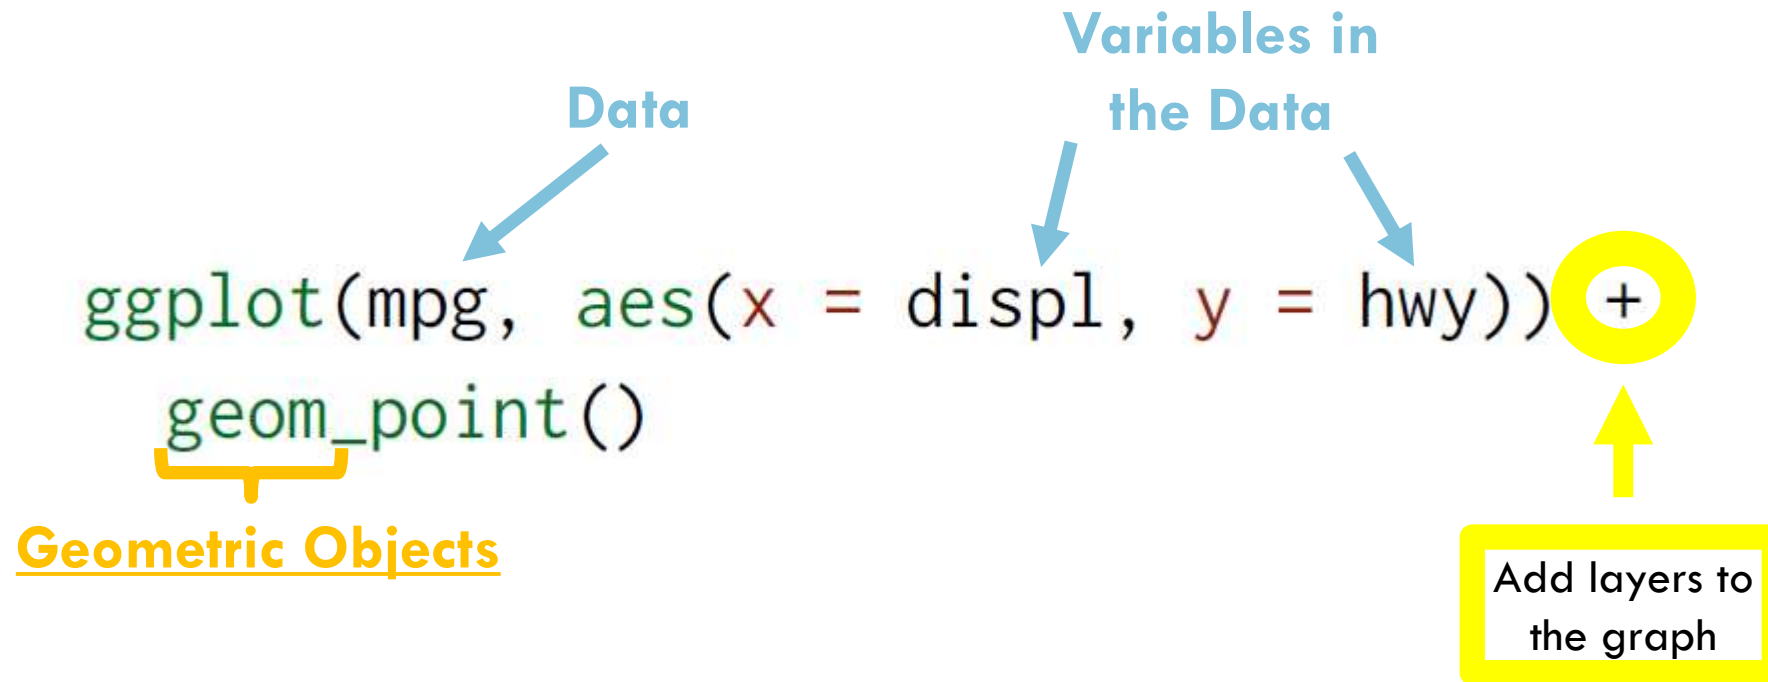 Variables in
the Data
Data
ggplot(mpg, aes(x = displ, y = hwy)) +
geom_point()
Geometric Objects
Add layers to
the graph